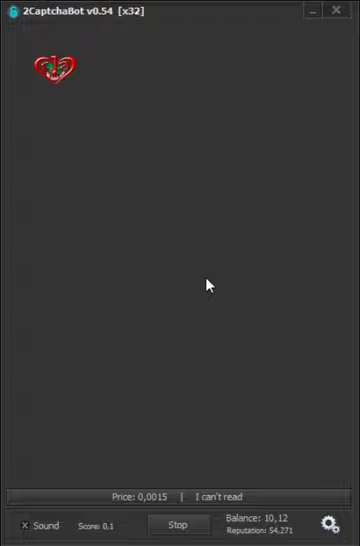 2CaptchaBot v0.54 [x32]
Price: 0,0015 | I can't read
Sound
Score: 0,1
Stop
Balance: 10,12
Reputation: 54,271